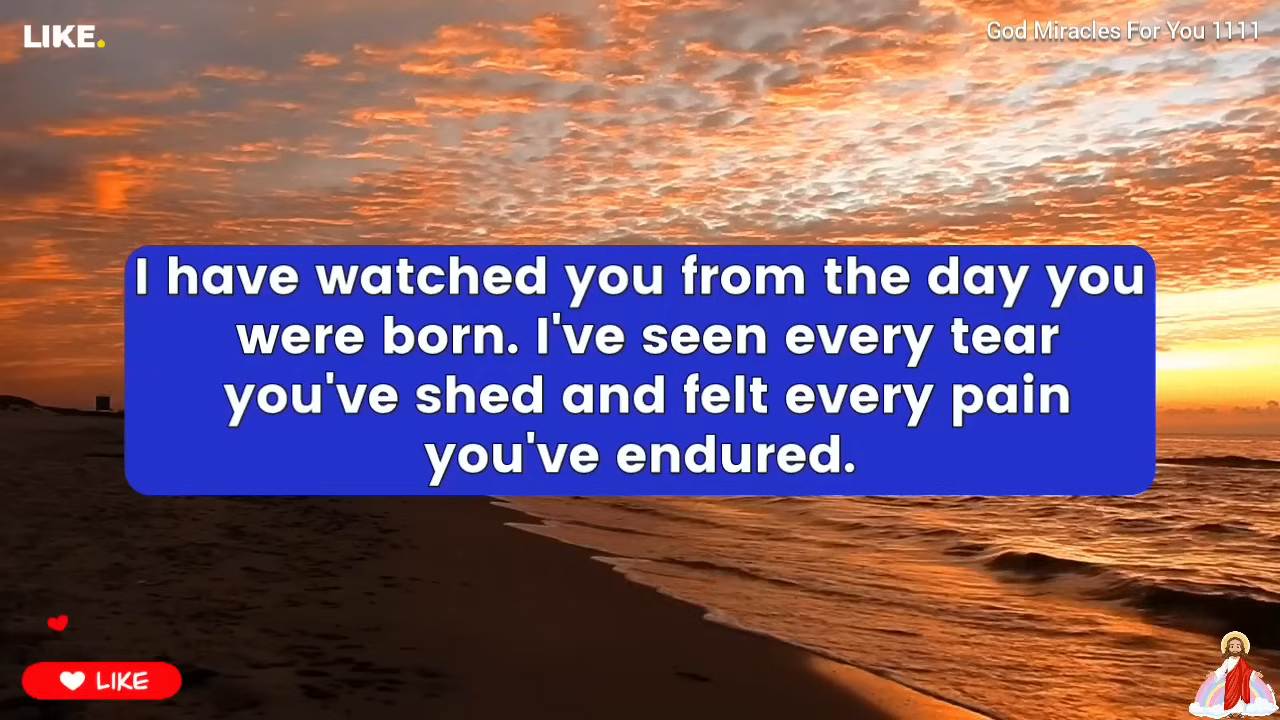 LIKE.
God Miracles For You 1111
I have watched you from the day you
were born. I've seen every tear
you've shed and felt every pain
you've endured.
LIKE